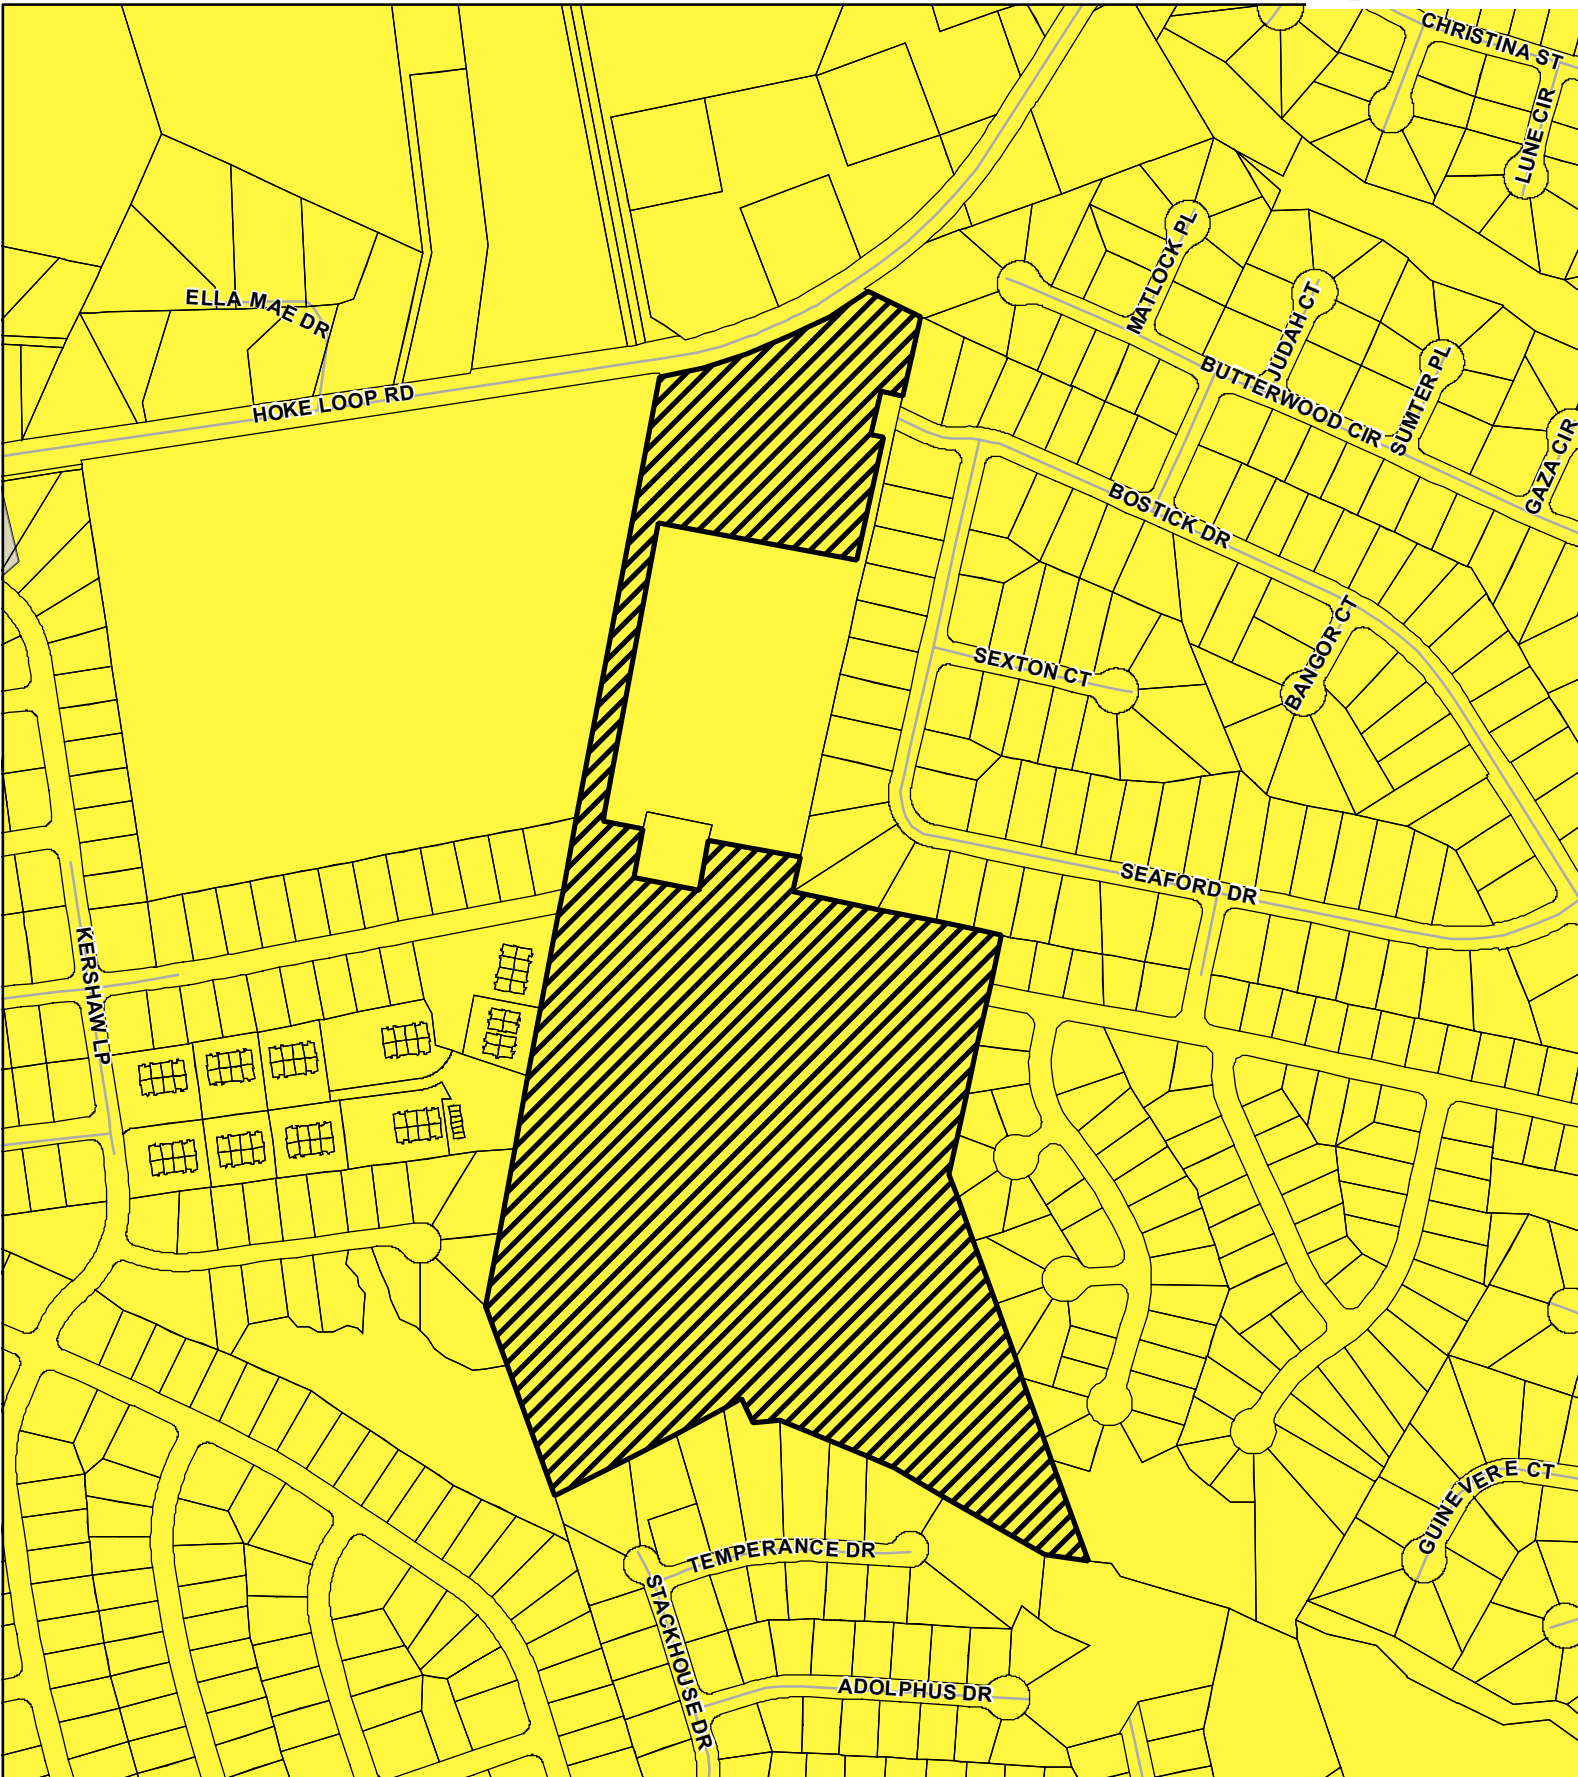 CHRISTINA ST
LUNE CIR
MATLOCK PL
ELLA MAE DR
JUDAH CT
SUMTER PL
BUTTERWOOD CIR
HOKE LOOP RD
GAZA CIR
BOSTICK DR
BANGOR CT
SEXTON CT
SEAFORD DR
KERSHAW LP
GUINEVERE CT
TEMPERANCE DR
STACKHOUSE DR
ADOLPHUS DR